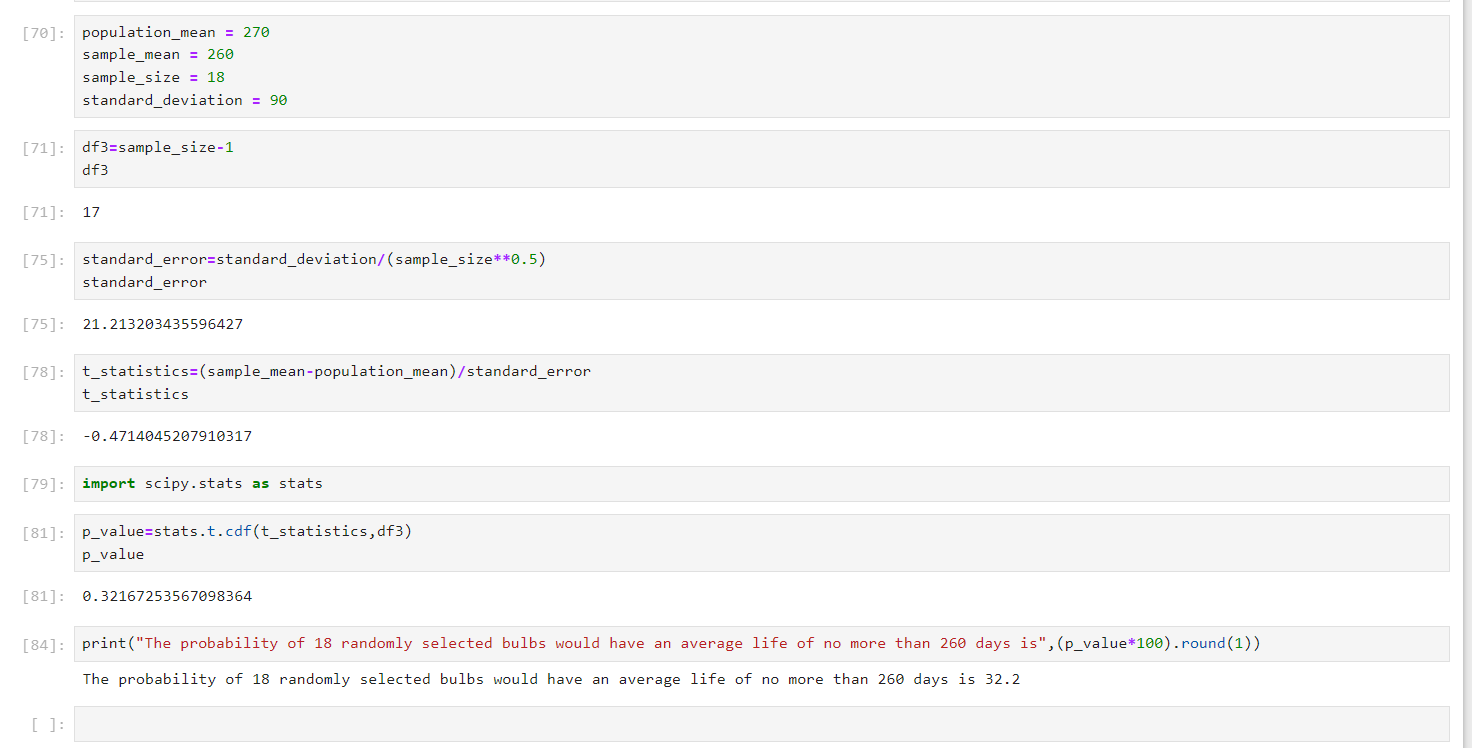 [70]: population_mean = 270
sample_mean = 260
sample_size = 18
standard_deviation = 90
[71]: df3=sample_size-1
df3
[71]: 17
[75]: standard_error=standard_deviation/(sample_size**0.5)
standard_error
[75]: 21.213203435596427
[78]: t_statistics=(sample_mean-population_mean)/standard_error
t_statistics
[78]: -0.4714045207910317
[79]: import scipy.stats as stats
[81]: p_value=stats.t.cdf(t_statistics,df3)
p_value
[81]: 0.32167253567098364
[84]: print("The probability of 18 randomly selected bulbs would have an average life of no more than 260 days is",(p_value*100).round(1))
The probability of 18 randomly selected bulbs would have an average life of no more than 260 days is 32.2
[ ]: